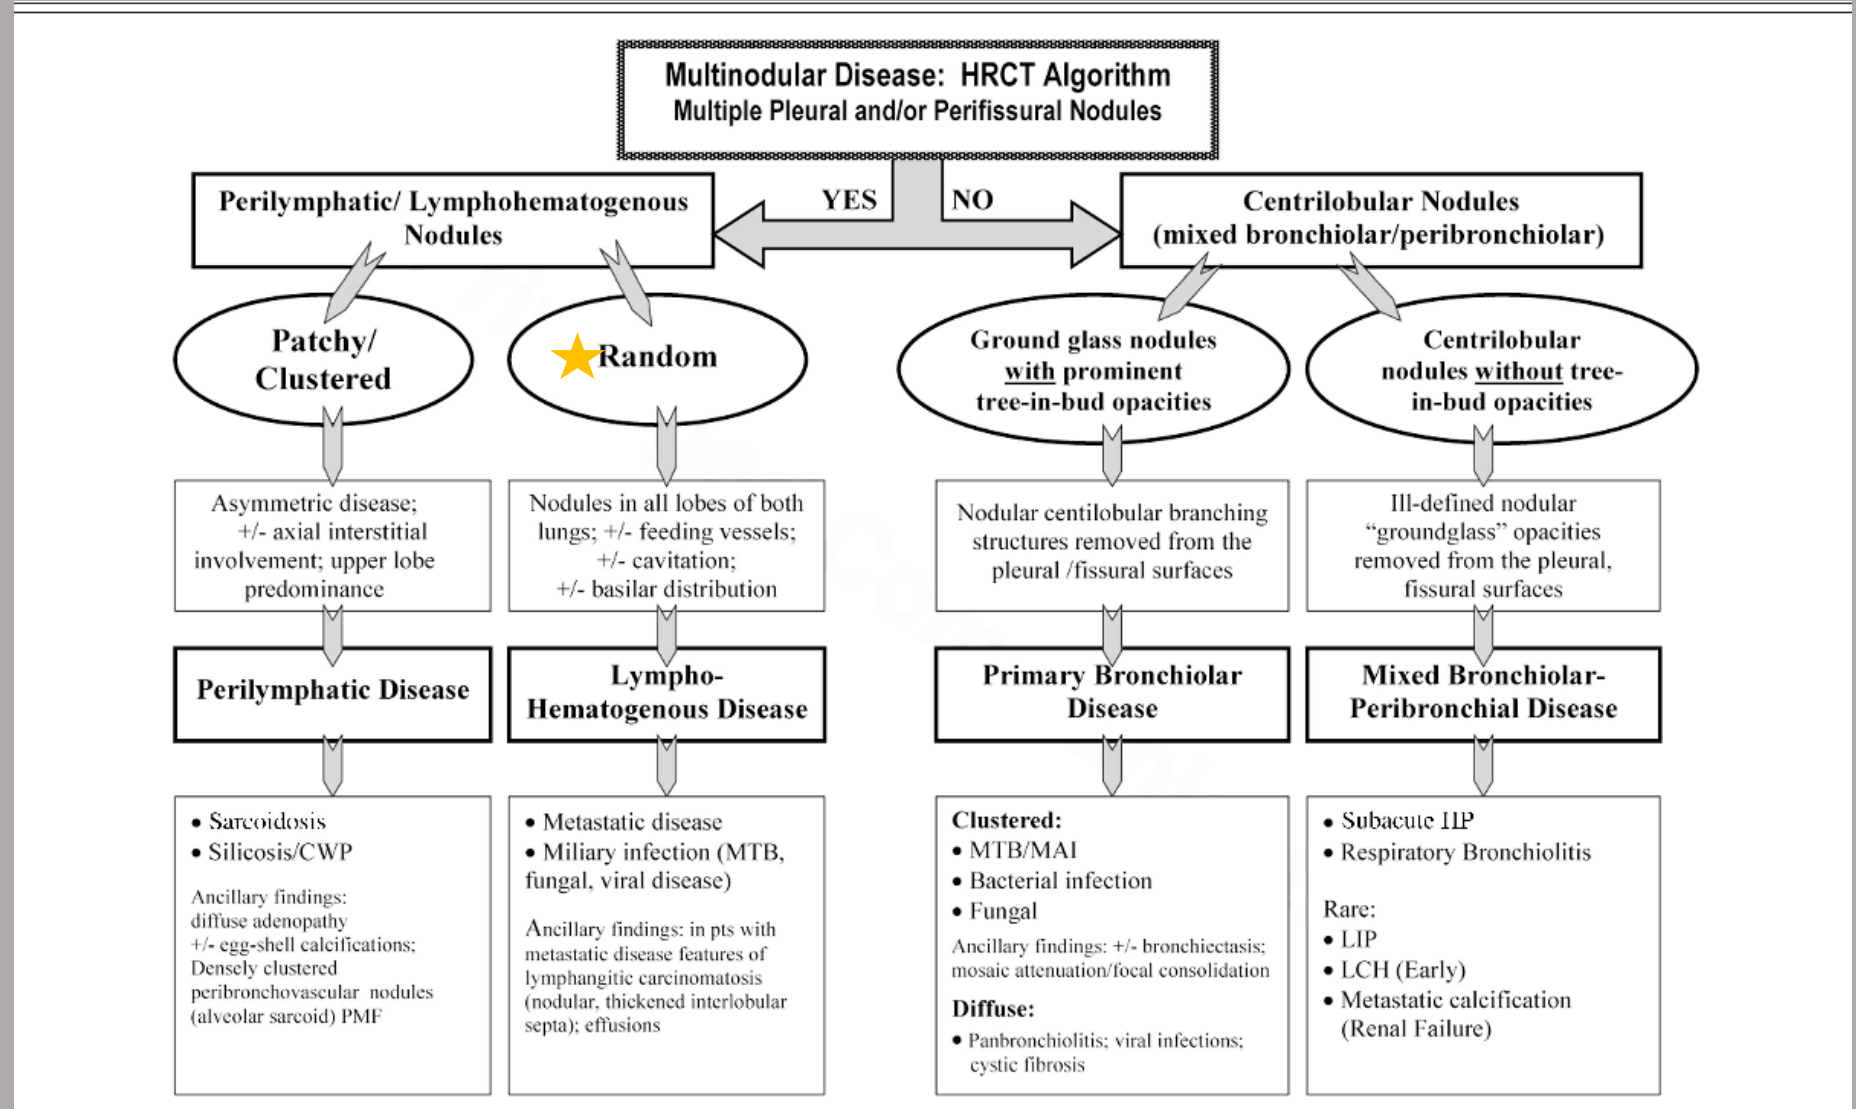 Multinodular Disease: HRCT Algorithm
Multiple Pleural and/or Perifissural Nodules
YES
NO
Perilymphatic/ Lymphohematogenous
Nodules
Centrilobular Nodules
(mixed bronchiolar/peribronchiolar)
Patchy/
Clustered
Random
Ground glass nodules
with prominent
tree-in-bud opacities
Centrilobular
nodules without tree-
in-bud opacities
Asymmetric disease;
+/- axial interstitial
involvement; upper lobe
predominance
Nodules in all lobes of both
lungs; +/- feeding vessels;
+/- cavitation;
+/- basilar distribution
Nodular centilobular branching
structures removed from the
pleural /fissural surfaces
Ill-defined nodular
“groundglass” opacities
removed from the pleural,
fissural surfaces
Perilymphatic Disease
Lympho-
Hematogenous Disease
Primary Bronchiolar
Disease
Mixed Bronchiolar-
Peribronchial Disease
• Sarcoidosis
• Silicosis/CWP
Ancillary findings:
diffuse adenopathy
+/- egg-shell calcifications;
Densely clustered
peribronchovascular nodules
(alveolar sarcoid) PMF
• Metastatic disease
• Miliary infection (MTB,
fungal, viral disease)
Ancillary findings: in pts with
metastatic disease features of
lymphangitic carcinomatosis
(nodular, thickened interlobular
septa); effusions
Clustered:
• MTB/MAI
• Bacterial infection
• Fungal
Ancillary findings: +/- bronchiectasis;
mosaic attenuation/focal consolidation
Diffuse:
• Panbronchiolitis; viral infections;
cystic fibrosis
• Subacute
• Respiratory Bronchiolitis
Rare:
• LIP
• LCH (Early)
• Metastatic calcification
(Renal Failure)